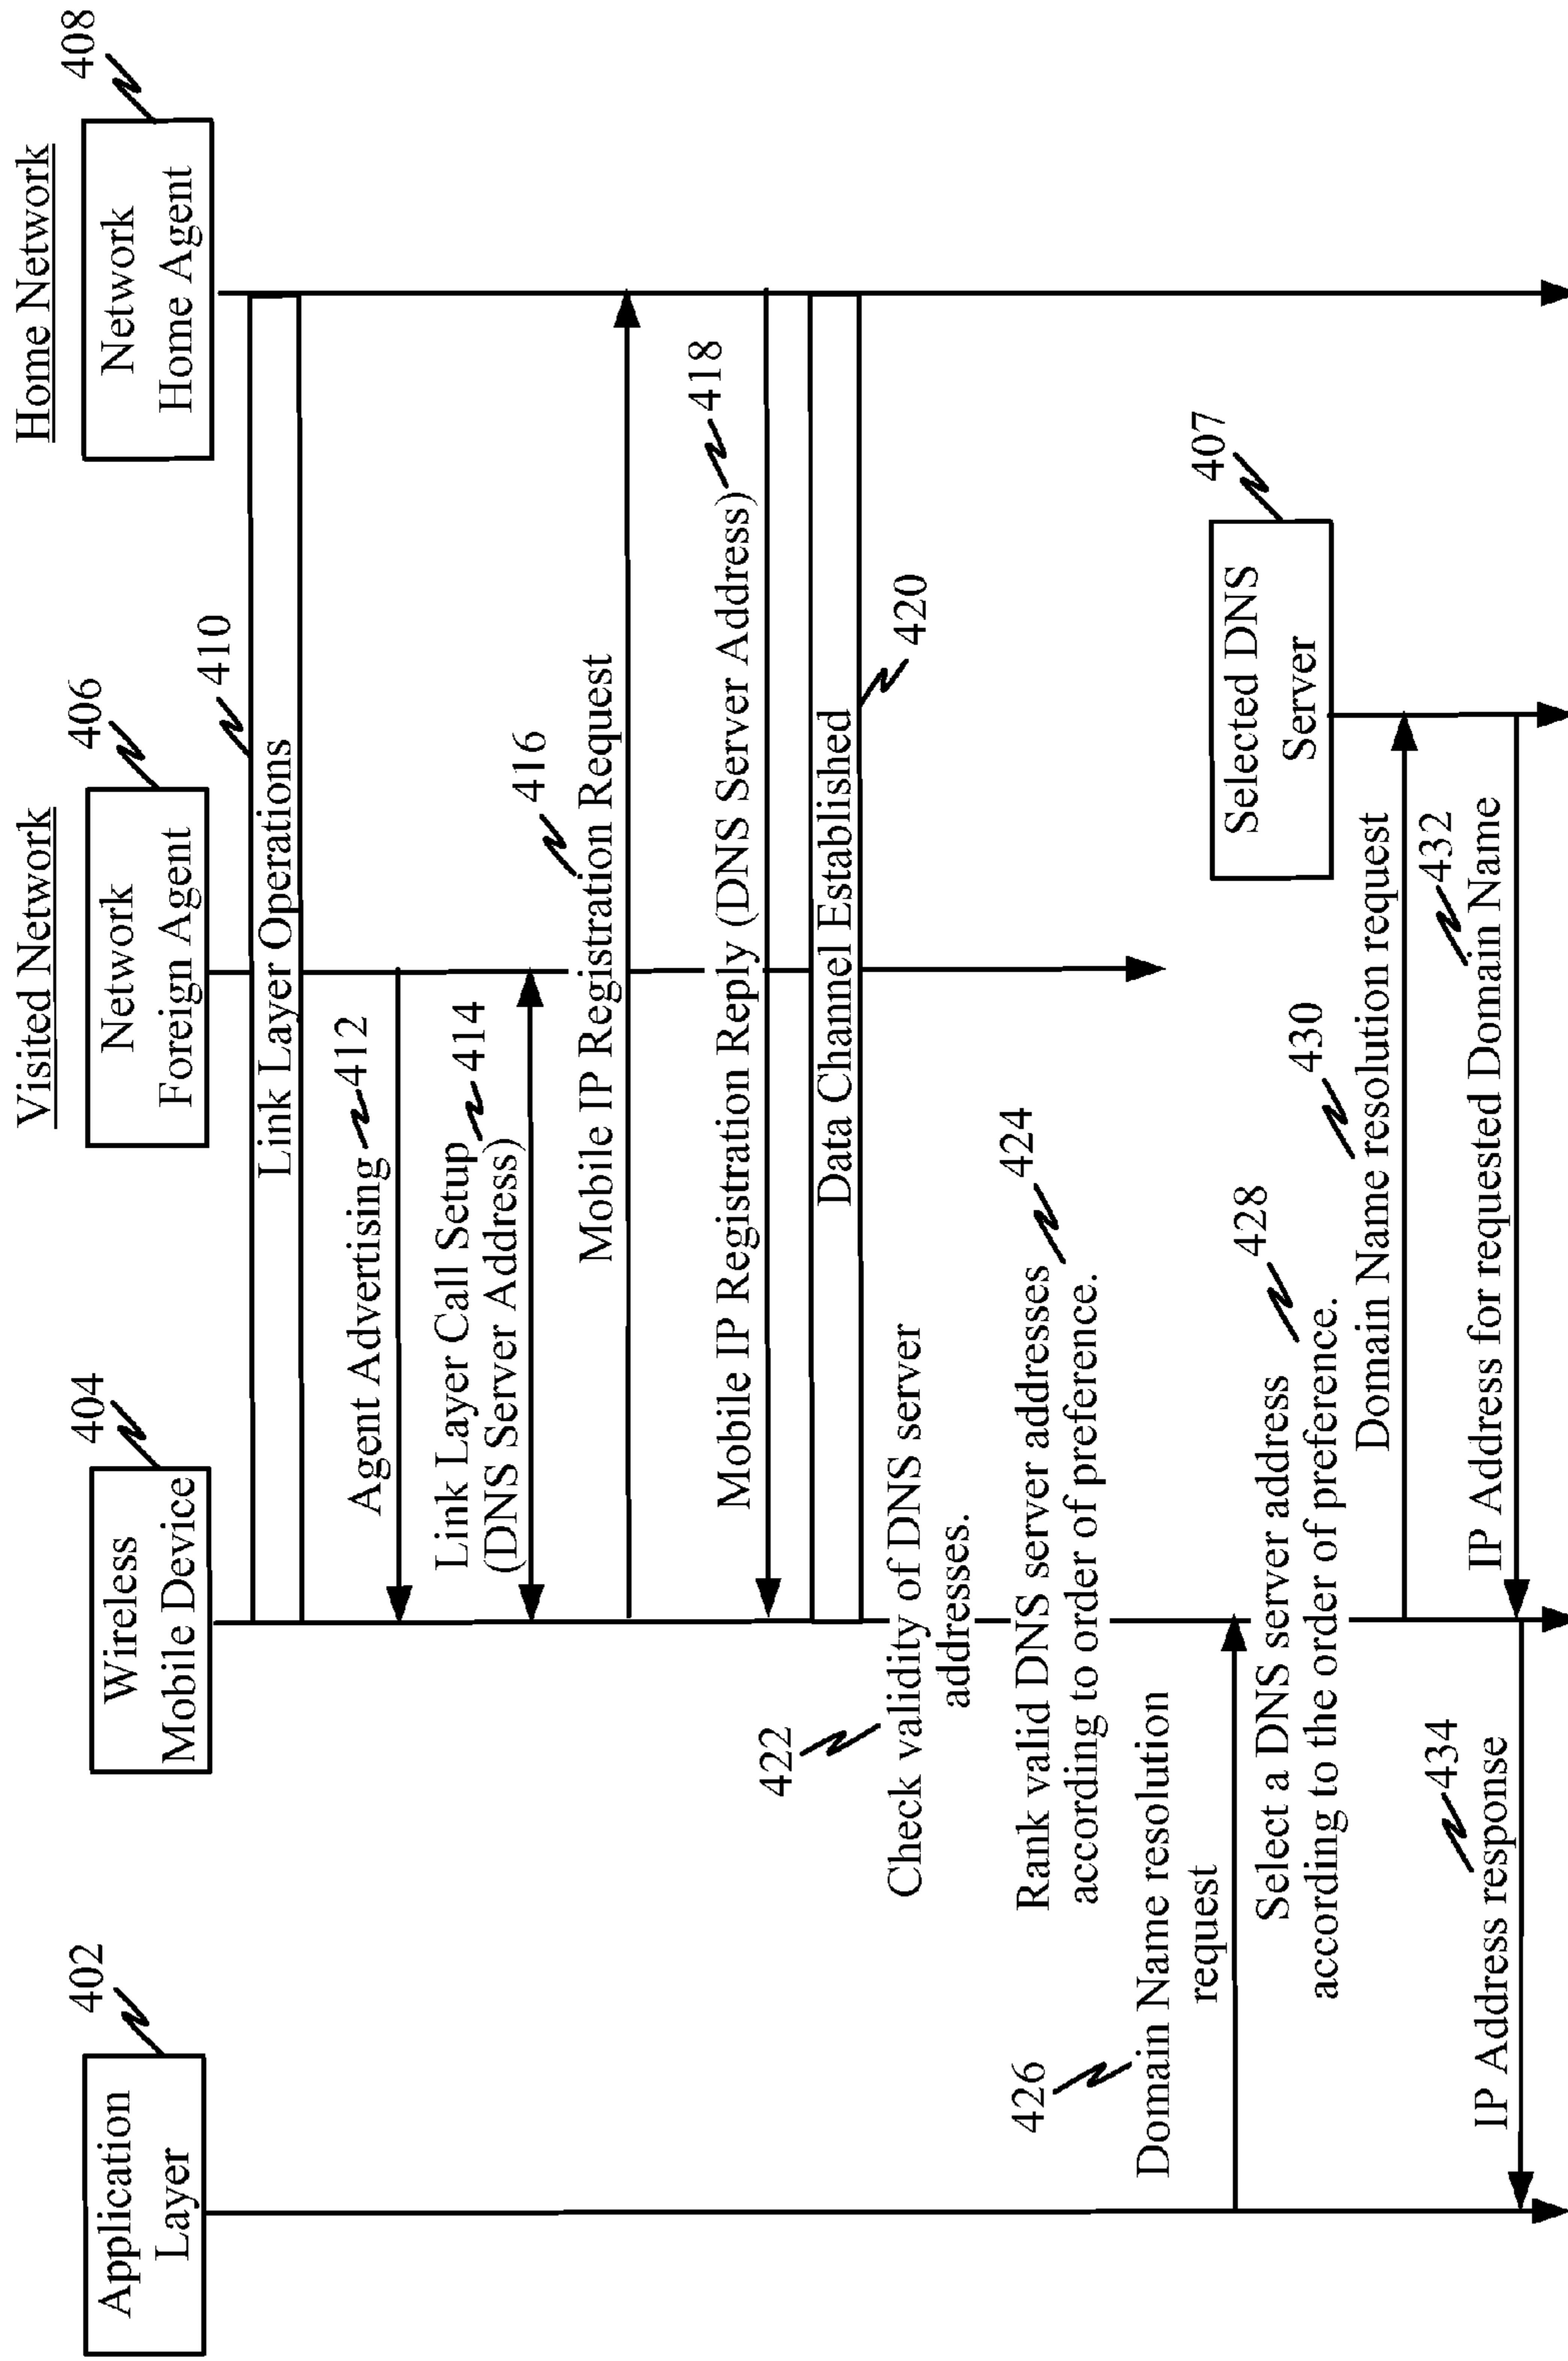 Visited Network
Home Network
402
404
406
408
Application
Layer
Wireless
Mobile Device
Network
Foreign Agent
Network
Home Agent
410
Link Layer Operations
Agent Advertising
412
Link Layer Call Setup
414
(DNS Server Address)
416
Mobile IP Registration Request
Mobile IP Registration Reply (DNS Server Address)
418
Data Channel Established
420
422
Check validity of DNS server
addresses.
424
Rank valid DNS server addresses
according to order of preference.
426
Domain Name resolution
request
407
Selected DNS
Server
428
Select a DNS server address
according to the order of preference.
430
Domain Name resolution request
432
IP Address for requested Domain Name
434
IP Address response